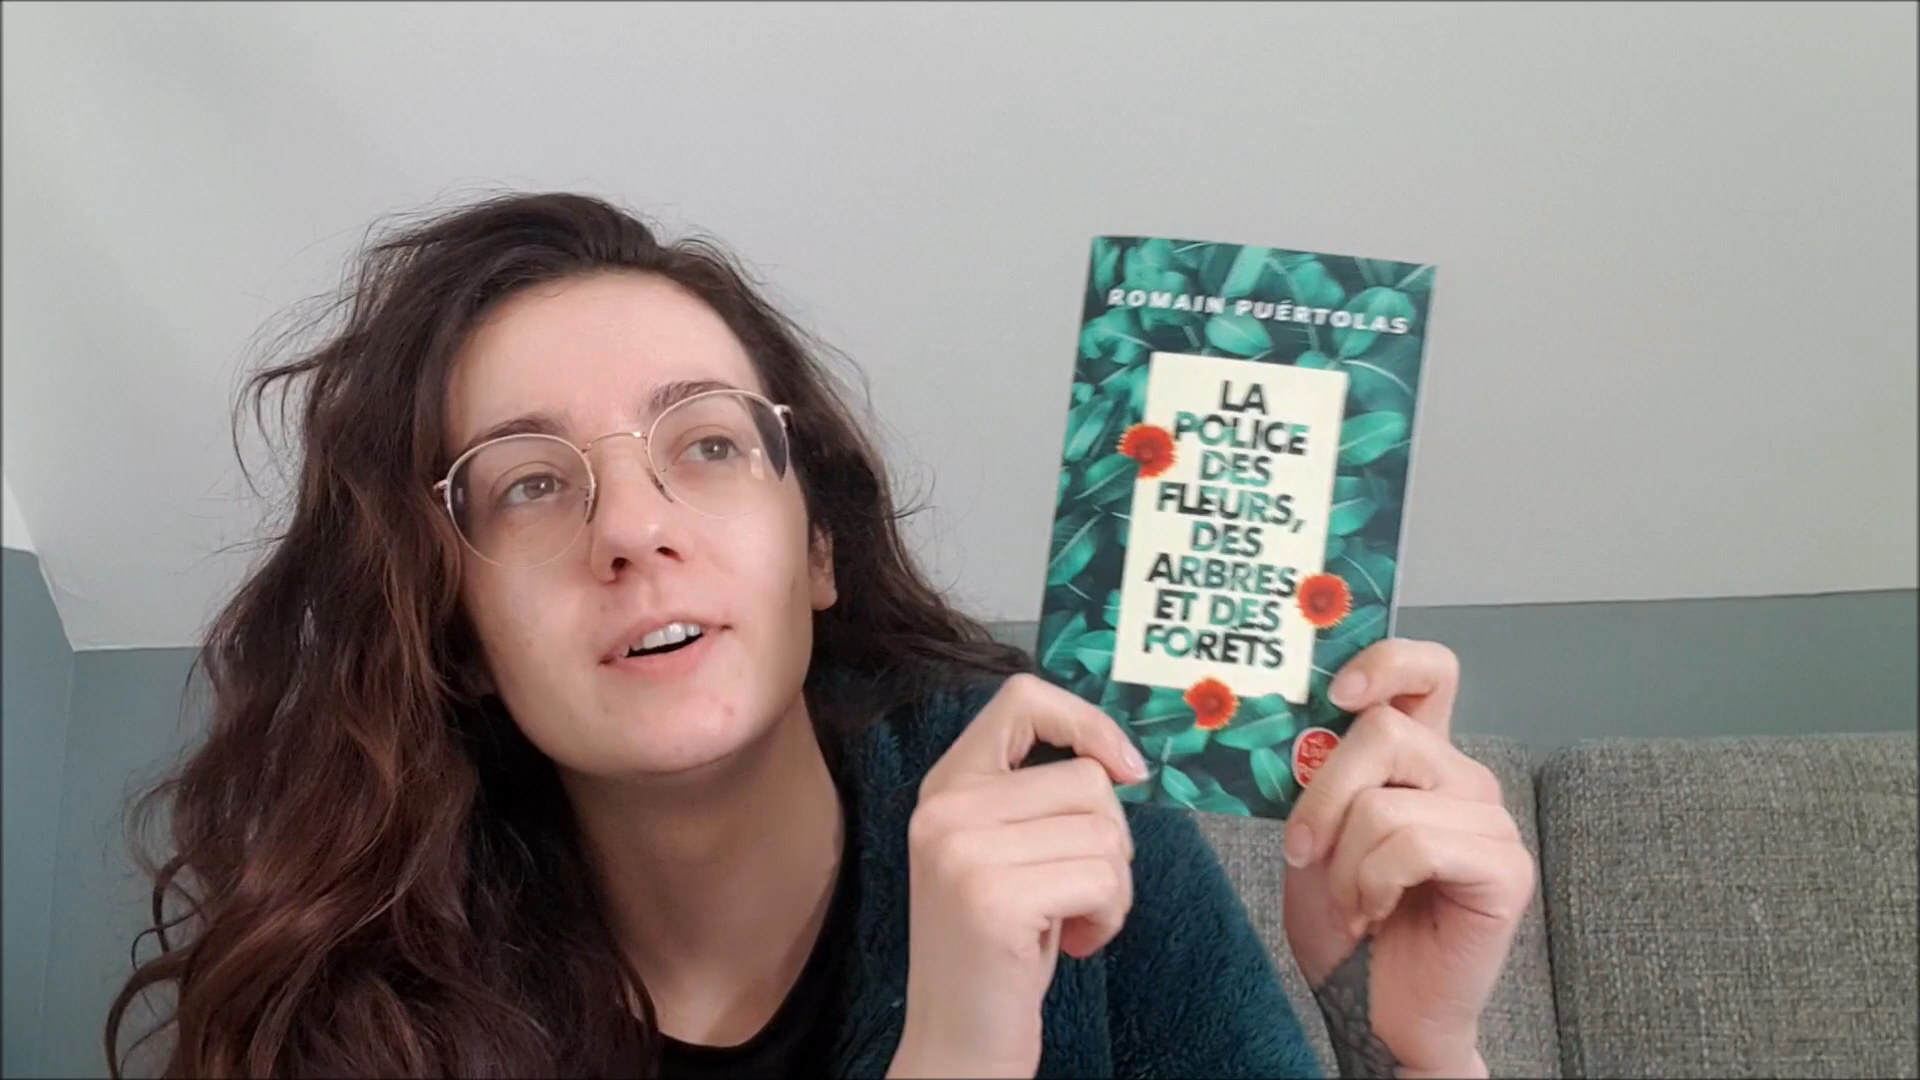 ROMAIN PUÉRTOLAS
LA
POLICE
DES
FLEURS,
DES
ARBRES
ET DES
FORÊTS